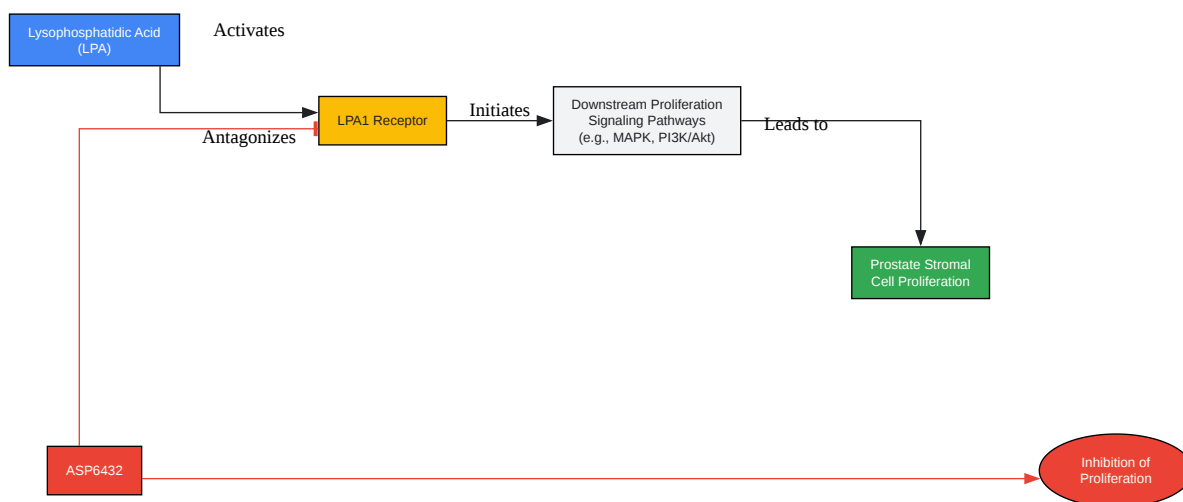 Lysophosphatidic Acid
(LPA)
Activates
LPA1 Receptor
Antagonizes
Initiates
Downstream Proliferation
Signaling Pathways
(e.g., MAPK, PI3K/Akt)
Leads to
Prostate Stromal
Cell Proliferation
ASP6432
Inhibition of
Proliferation